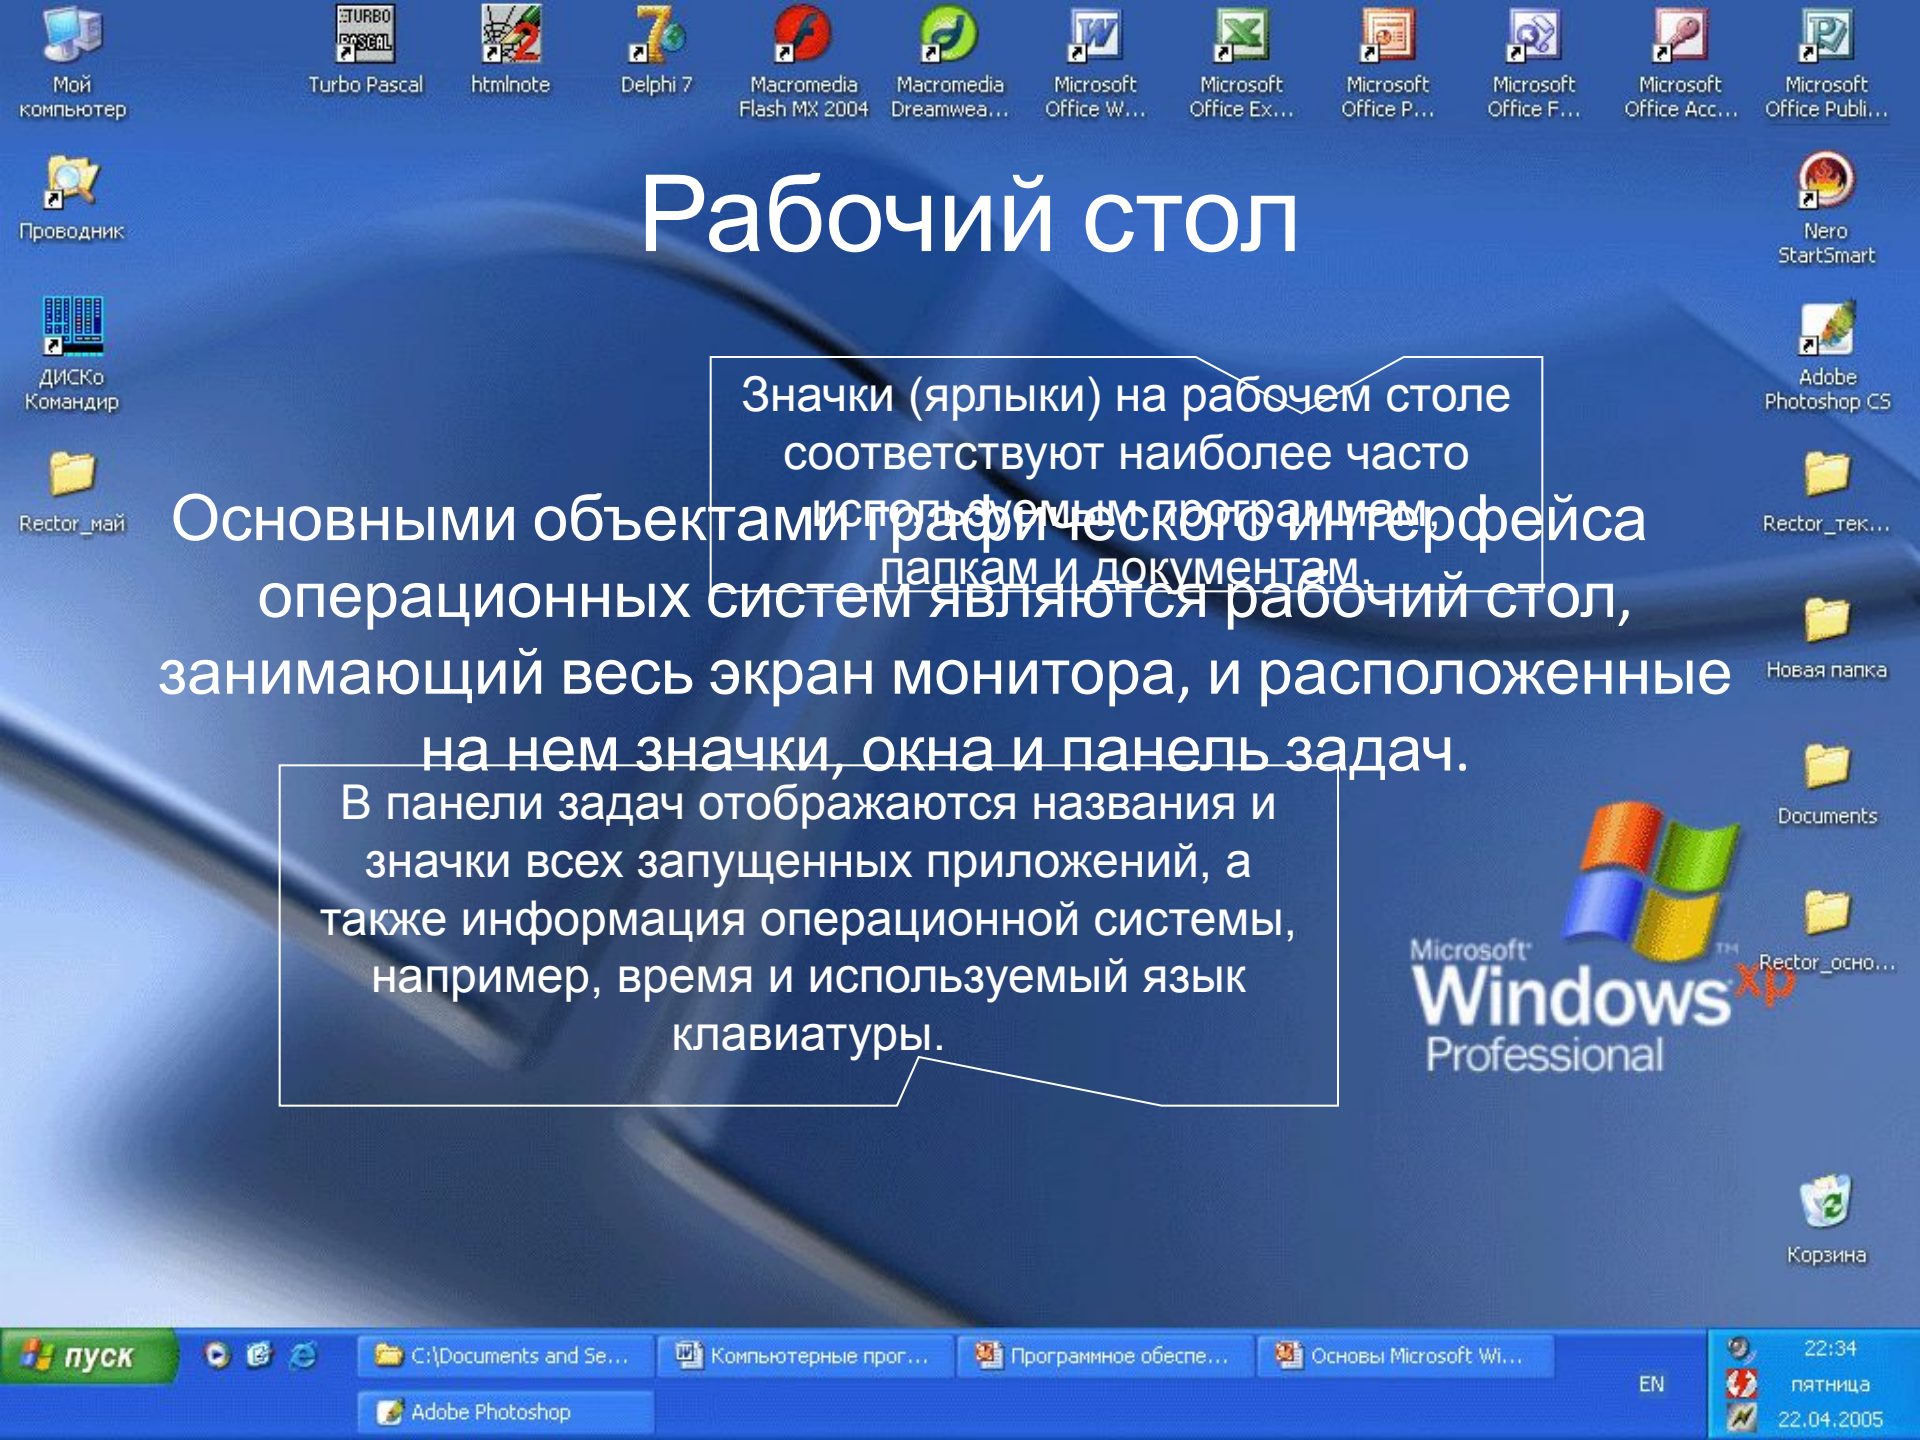 Мой
компьютер
TURBO
PASCAL
Turbo Pascal
2
htmlnote
7
Delphi 7
Macromedia
Flash MX 2004
Macromedia
Dreamwea...
Microsoft
Office W...
Microsoft
Office Ex...
Microsoft
Office P...
Microsoft
Office F...
Microsoft
Office Acc...
Microsoft
Office Publi...
Проводник
ДИСКо
Командир
Rector_май
Рабочий стол
Значки (ярлыки) на рабочем столе
соответствуют наиболее часто
используемым программам,
папкам и документам.
Основными объектами графического интерфейса
операционных систем являются рабочий стол,
занимающий весь экран монитора, и расположенные
на нем значки, окна и панель задач.
В панели задач отображаются названия и
значки всех запущенных приложений, а
также информация операционной системы,
например, время и используемый язык
клавиатуры.
Nero
StartSmart
Adobe
Photoshop CS
Rector_тек...
Новая папка
Documents
Rector_осно...
Microsoft
Windows xp
Professional
Корзина
пуск
C:\Documents and Se...
Компьютерные прог...
Программное обеспе...
Основы Microsoft Wi...
Adobe Photoshop
EN
22:34
пятница
22.04.2005